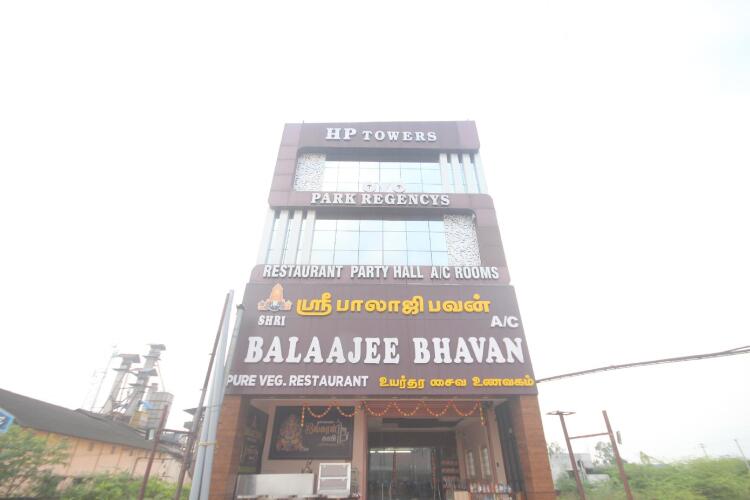 HP TOWERS
OYO
PARK REGENCYS
RESTAURANT PARTY HALL A/C ROOMS
ஸ்ரீ பாலாஜி பவன்
SHRI A/C
BALAAJEE BHAVAN
PURE VEG. RESTAURANT உயர்தர சைவ உணவகம்